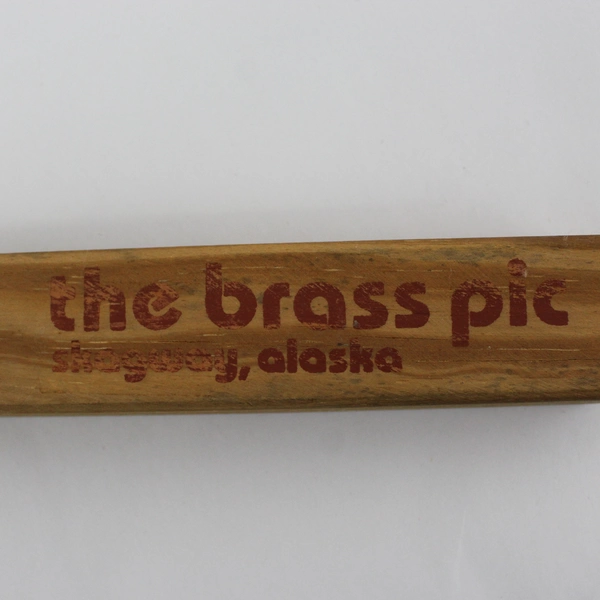 the brass pic
skagway, alaska